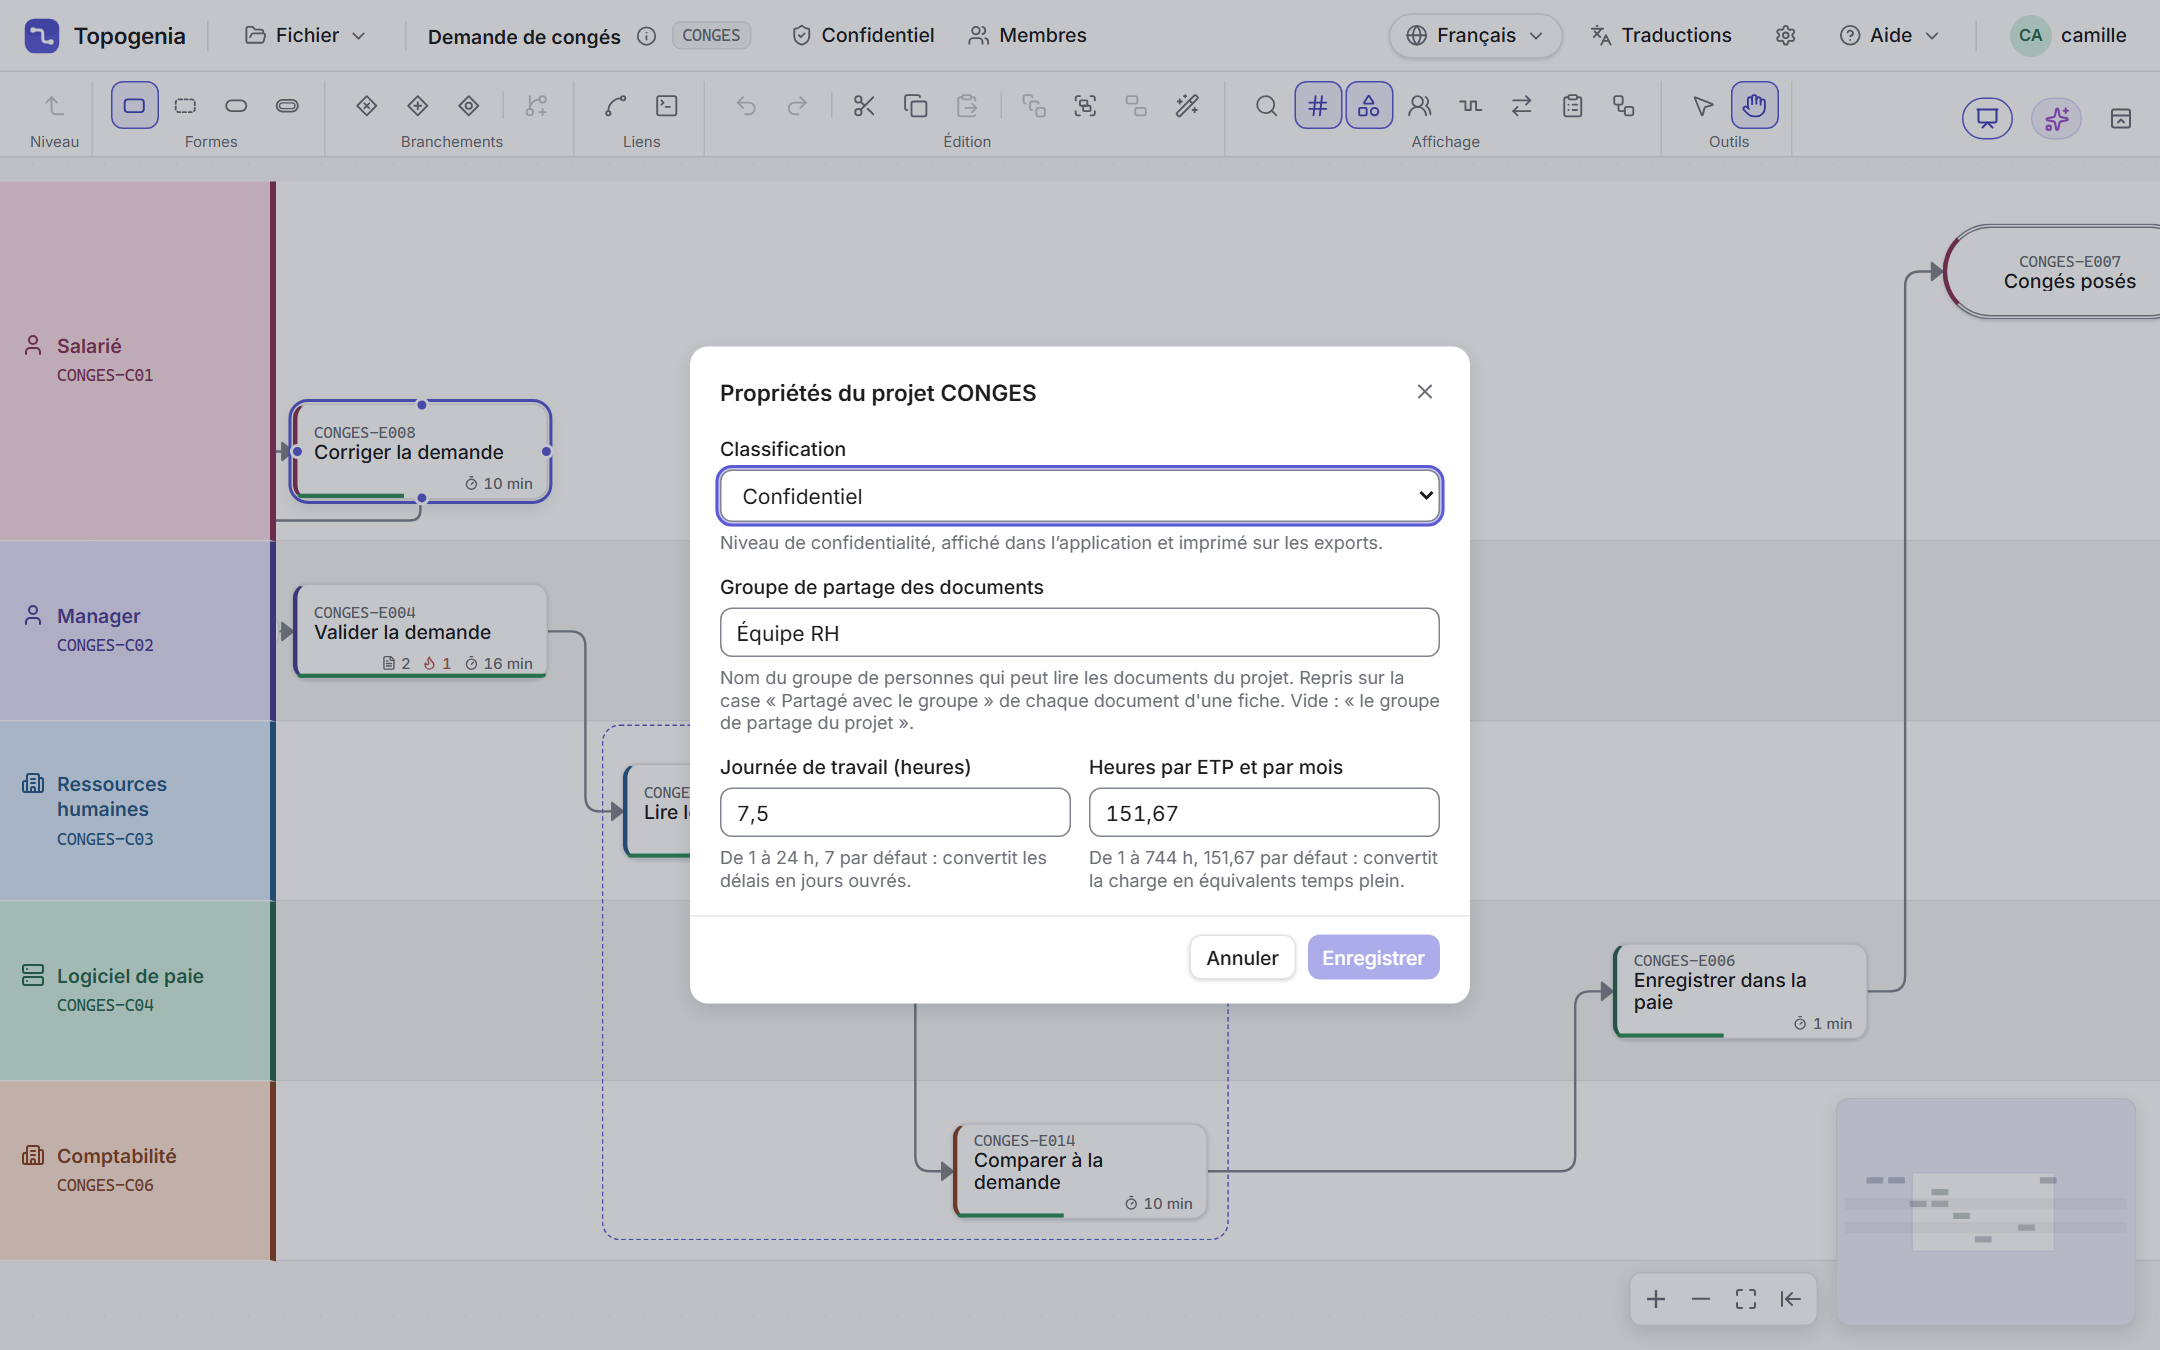 Topogenia
Fichier
Demande de congés
CONGES
Confidentiel
Membres
Français
Traductions
Aide
CA
camille
Niveau
Formes
Branchements
Liens
Édition
Affichage
Outils
Salarié
CONGES-C01
CONGES-E008
Corriger la demande
10 min
CONGES-E007
Congés posés
Manager
CONGES-C02
CONGES-E004
Valider la demande
2 1 16 min
Ressources
humaines
CONGES-C03
CONGE
Lire l
Logiciel de paie
CONGES-C04
CONGES-E006
Enregistrer dans la
paie
1 min
Comptabilité
CONGES-C06
CONGES-E014
Comparer à la
demande
10 min
Propriétés du projet CONGES
Classification
Confidentiel
Niveau de confidentialité, affiché dans l’application et imprimé sur les exports.
Groupe de partage des documents
Équipe RH
Nom du groupe de personnes qui peut lire les documents du projet. Repris sur la
case « Partagé avec le groupe » de chaque document d'une fiche. Vide : « le groupe
de partage du projet ».
Journée de travail (heures)
7,5
De 1 à 24 h, 7 par défaut : convertit les
délais en jours ouvrés.
Heures par ETP et par mois
151,67
De 1 à 744 h, 151,67 par défaut : convertit
la charge en équivalents temps plein.
Annuler
Enregistrer